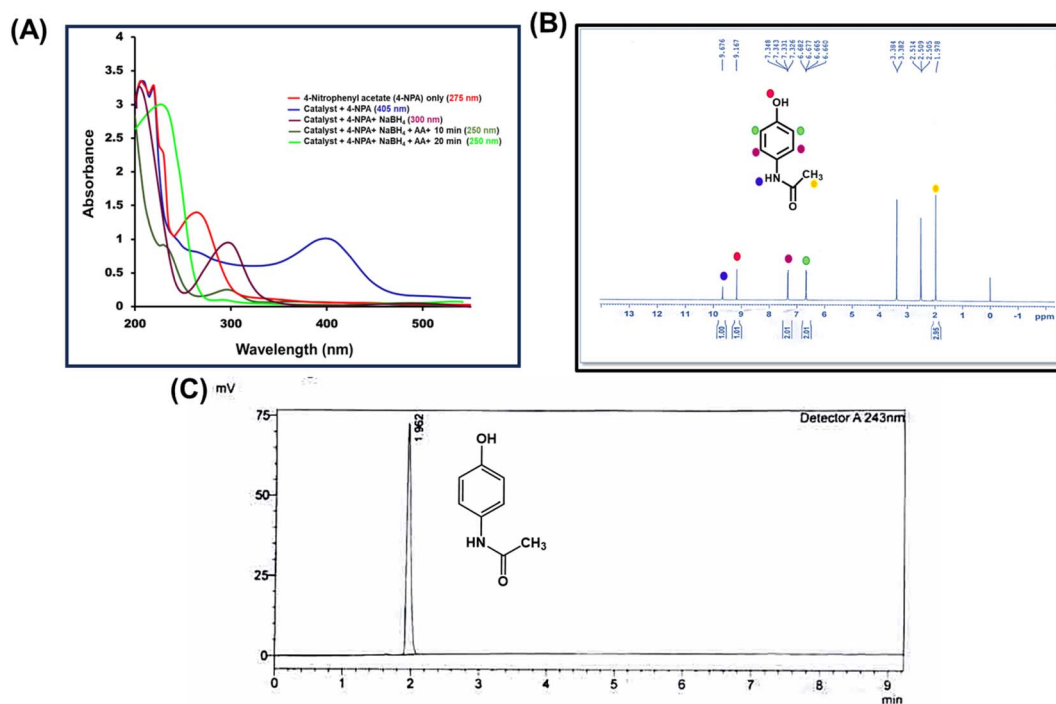 (A)
4
3.5
3
2.5
2
1.5
1
0.5
0
Absorbance
200 300 400 500
Wavelength (nm)
4-Nitrophenyl acetate (4-NPA) only (275 nm)
Catalyst + 4-NPA (405 nm)
Catalyst + 4-NPA+ NaBH₄ (300 nm)
Catalyst + 4-NPA+ NaBH₄ + AA+ 10 min (250 nm)
Catalyst + 4-NPA+ NaBH₄ + AA+ 20 min (250 nm)
(B)
9.676
9.167
7.348
7.343
7.331
7.326
6.682
6.677
6.665
6.660
3.384
3.382
2.514
2.509
2.505
1.978
OH
HN
CH₃
O
13 12 11 10 9 8 7 6 5 4 3 2 1 0 -1 ppm
1.00
1.01
2.01
2.01
2.95
(C)
mV
75
50
25
0
Detector A 243nm
1.962
OH
HN
CH₃
O
0 1 2 3 4 5 6 7 8 9
min